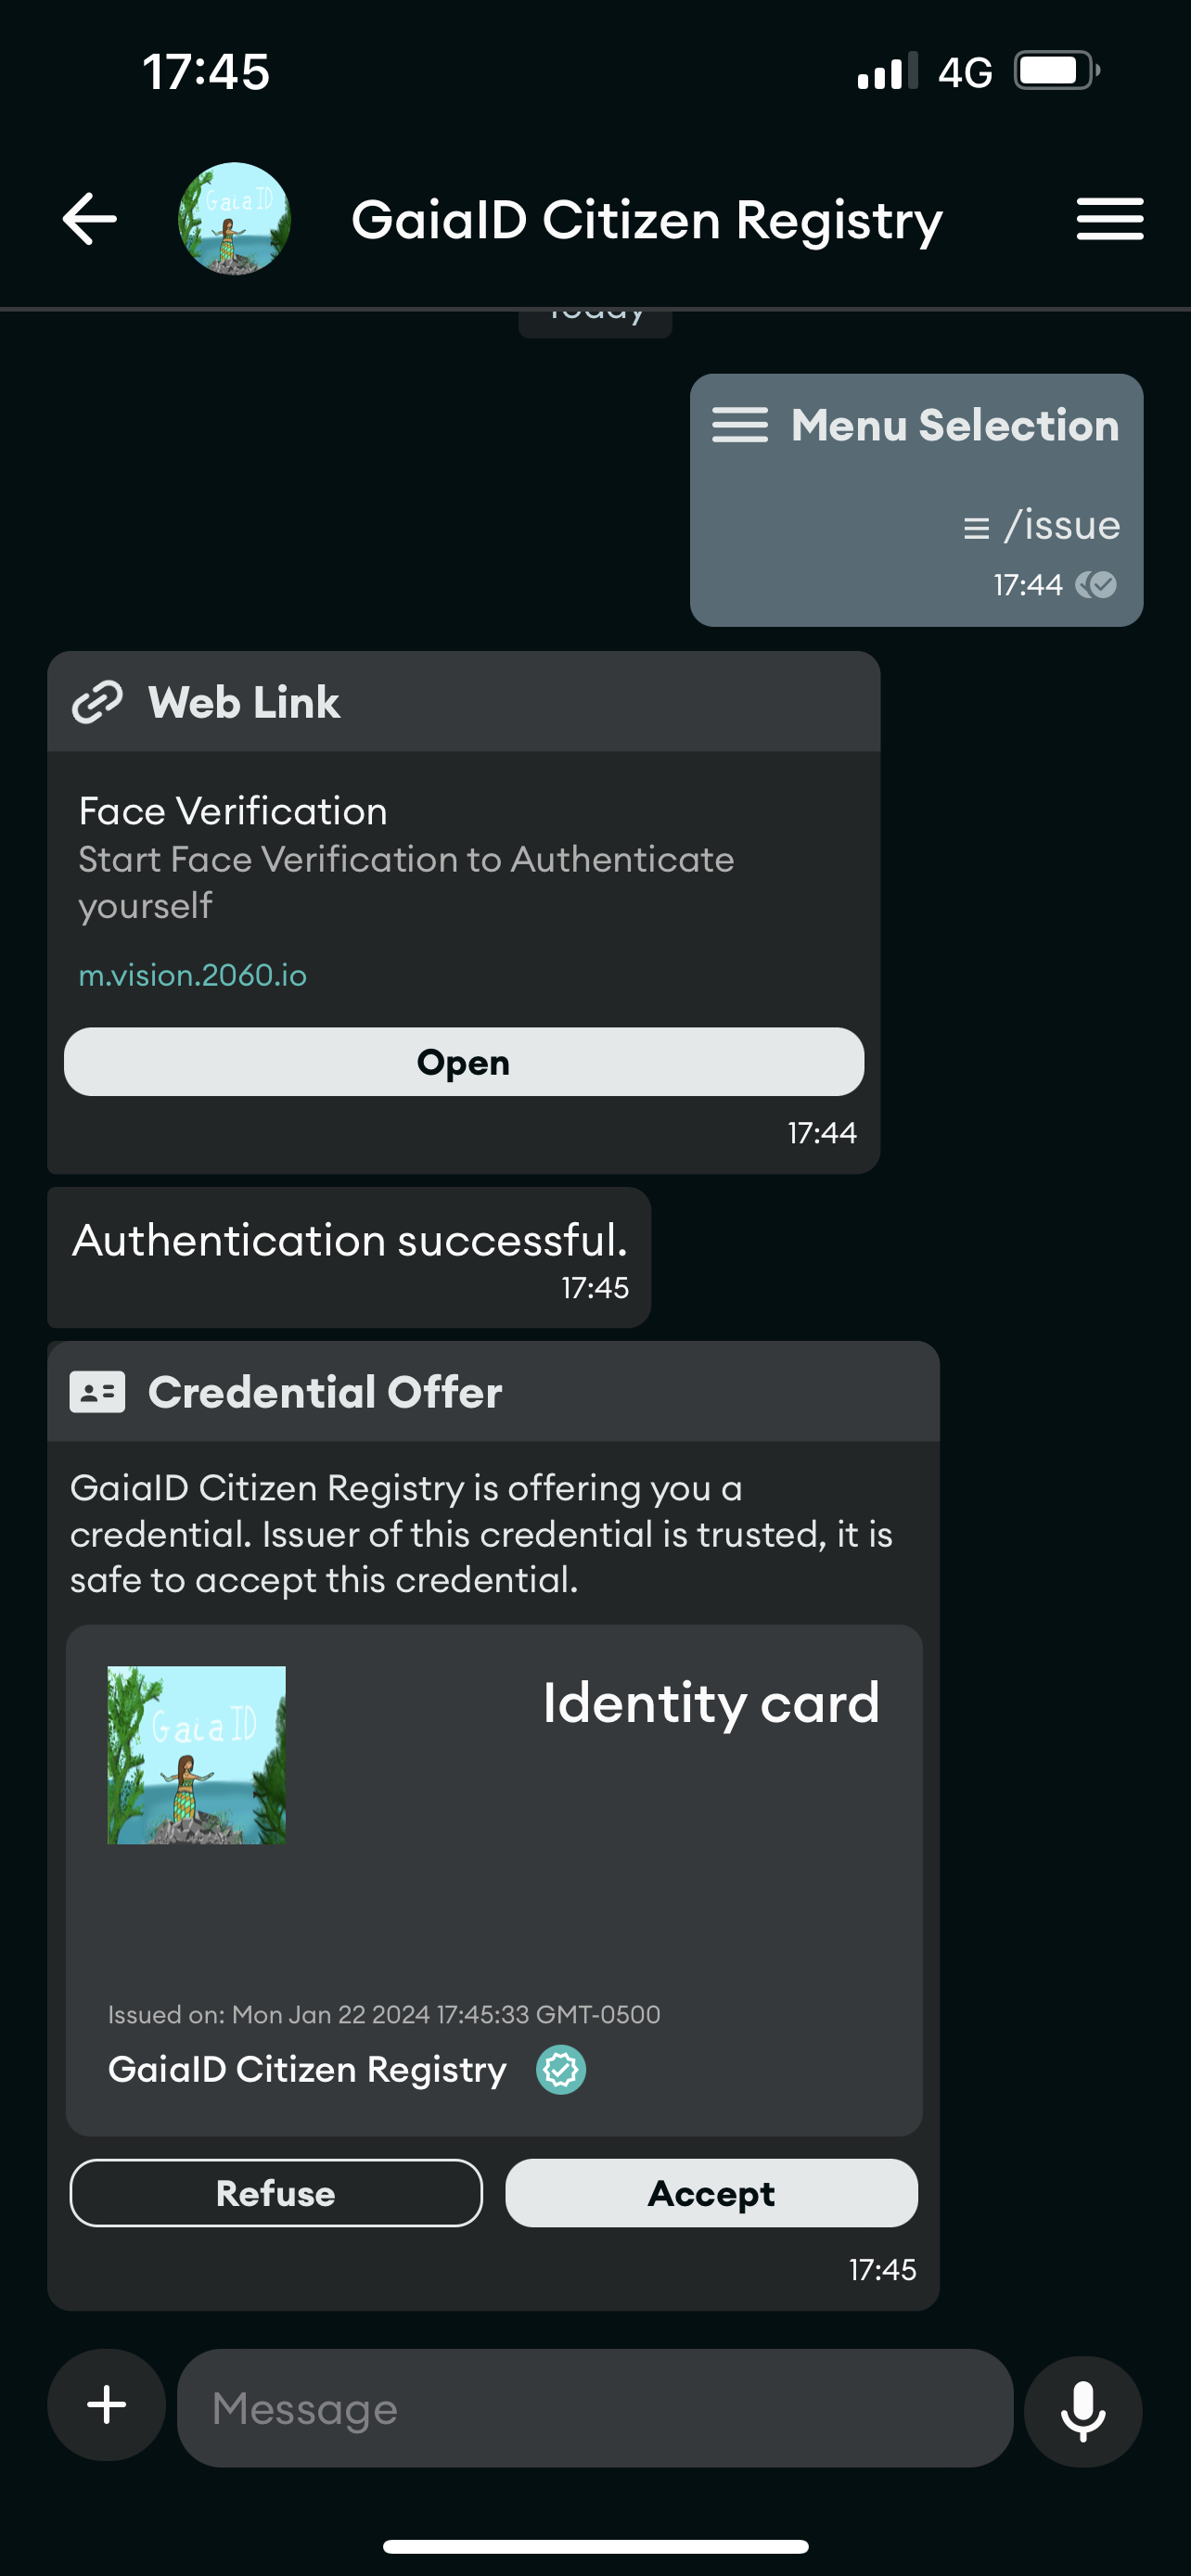 17:45 4G
Gaia ID
GaiaID Citizen Registry
Today
Menu Selection
/issue
17:44
Web Link
Face Verification
Start Face Verification to Authenticate
yourself
m.vision.2060.io
Open
17:44
Authentication successful.
17:45
Credential Offer
GaiaID Citizen Registry is offering you a
credential. Issuer of this credential is trusted, it is
safe to accept this credential.
Gaia ID
Identity card
Issued on: Mon Jan 22 2024 17:45:33 GMT-0500
GaiaID Citizen Registry
Refuse Accept
17:45
Message